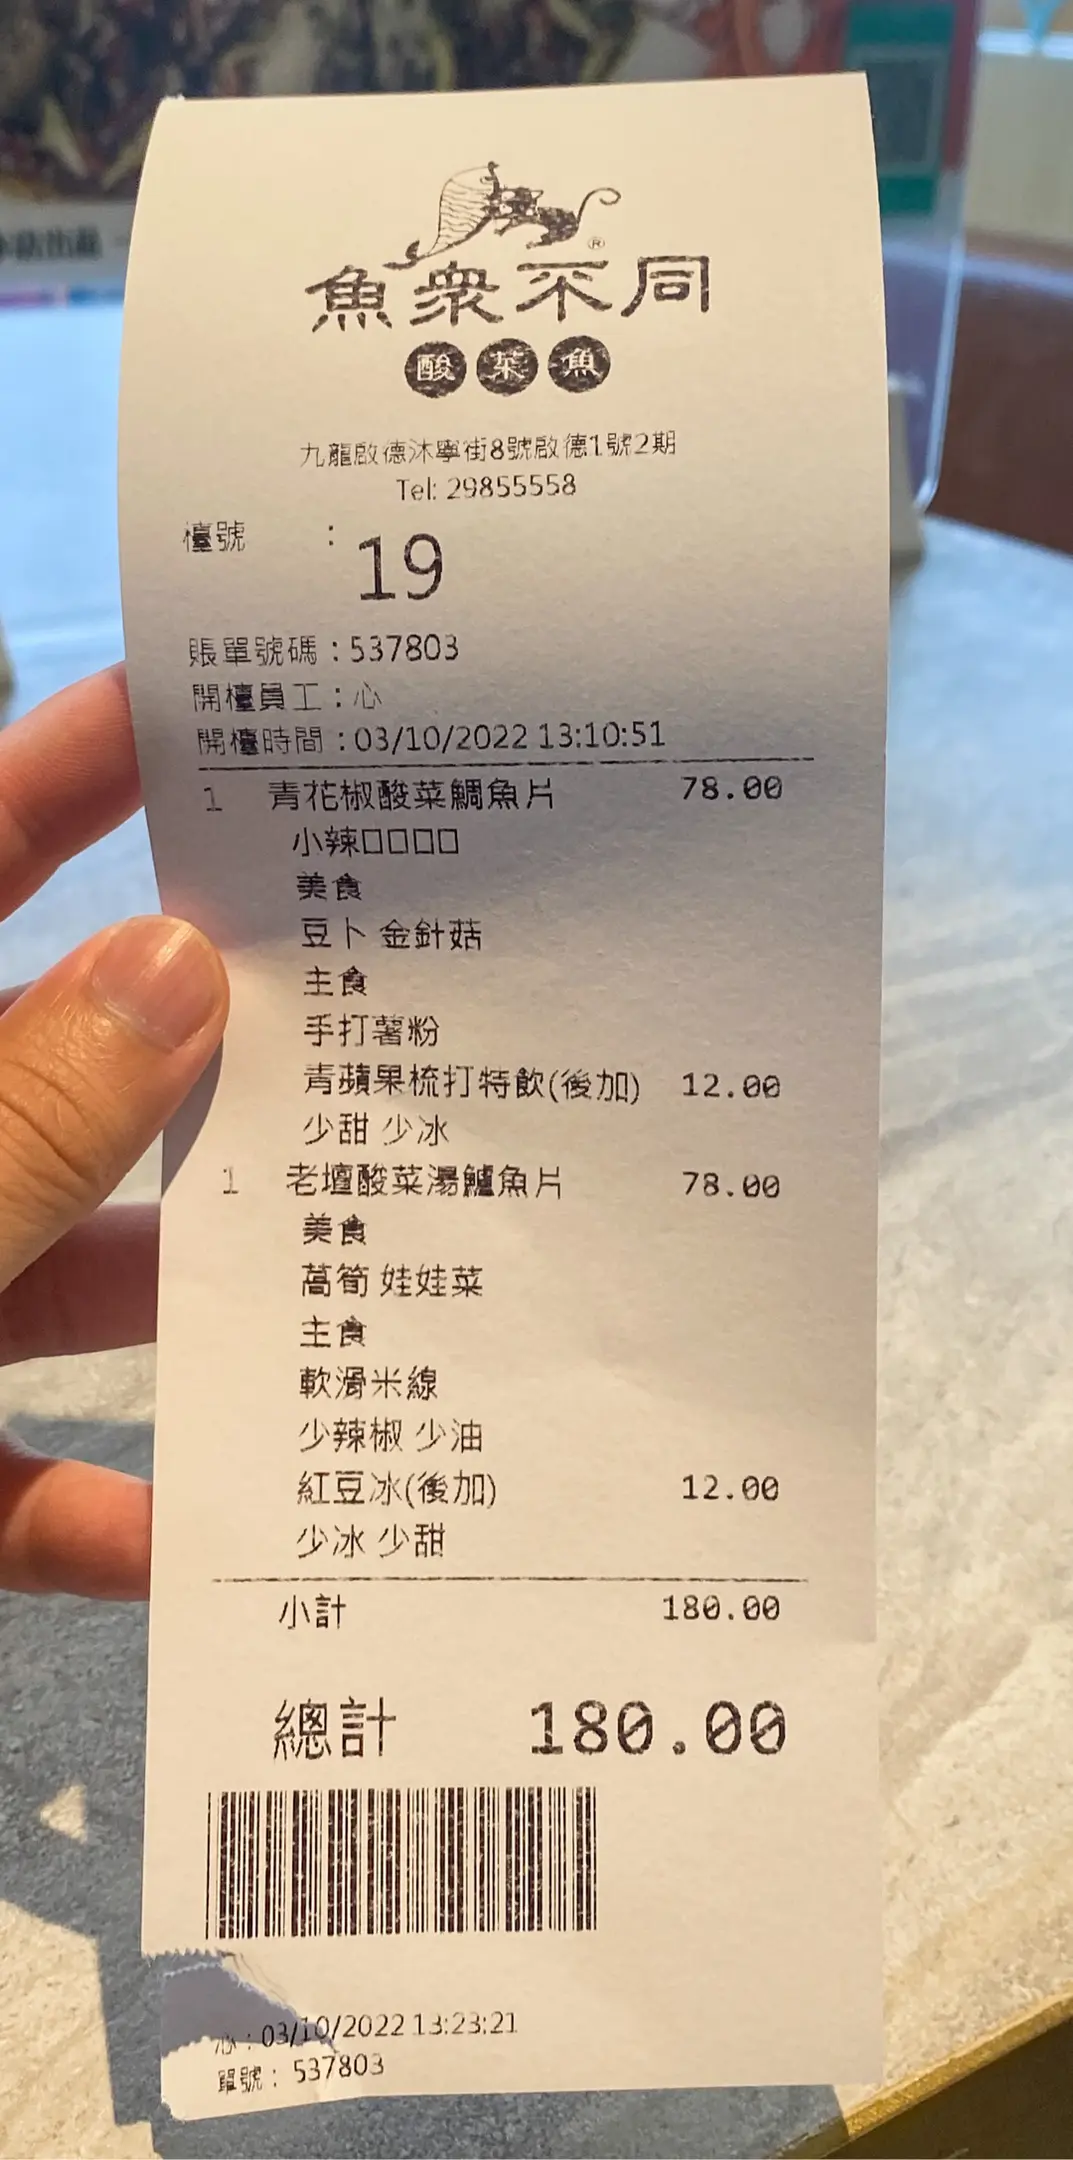 ®
魚衆不同
酸菜魚
九龍啟德沐寧街8號啟德1號2期
Tel: 29855558
檯號 : 19
賬單號碼：537803
開檯員工：心
開檯時間：03/10/2022 13:10:51
1 青花椒酸菜鯛魚片 78.00
小辣□□□□
美食
豆卜 金針菇
主食
手打薯粉
青蘋果梳打特飲(後加) 12.00
少甜 少冰
1 老壇酸菜湯鱸魚片 78.00
美食
萵筍 娃娃菜
主食
軟滑米線
少辣椒 少油
紅豆冰(後加) 12.00
少冰 少甜
小計 180.00
總計 180.00
心：03/10/2022 13:23:21
單號：537803